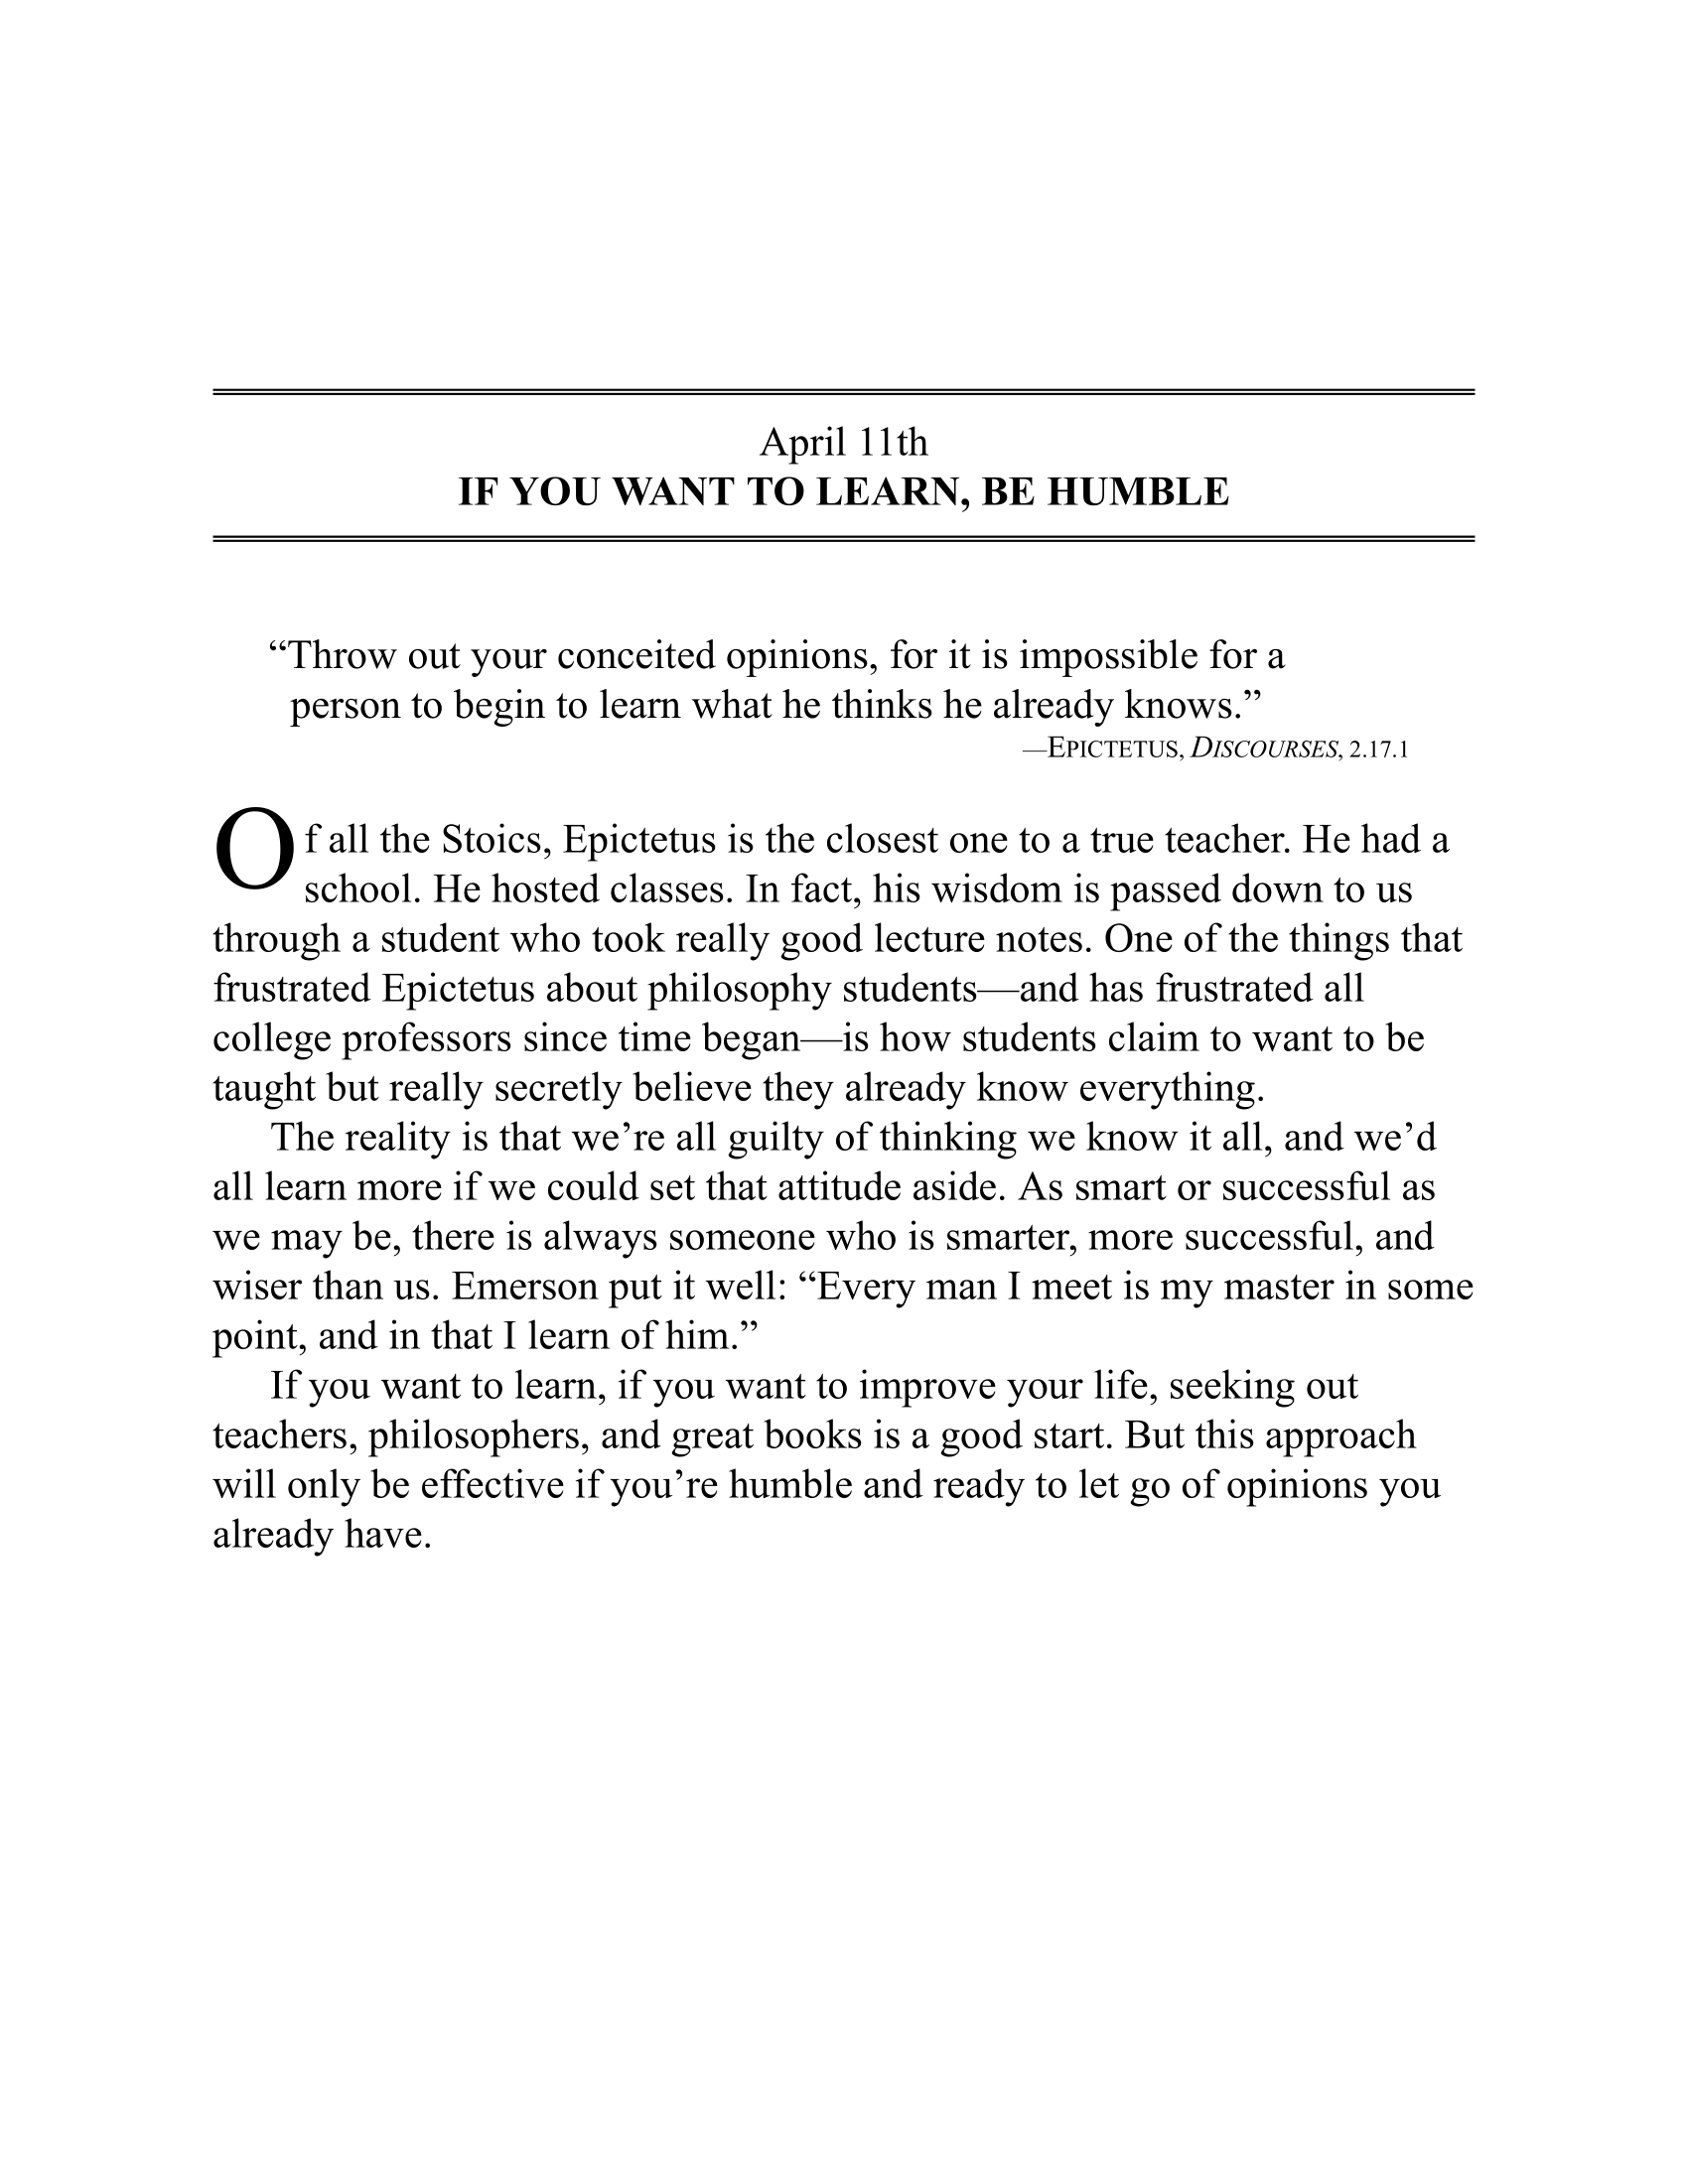 April 11th
IF YOU WANT TO LEARN, BE HUMBLE
“Throw out your conceited opinions, for it is impossible for a
person to begin to learn what he thinks he already knows.”
—EPICTETUS, DISCOURSES, 2.17.1
Of all the Stoics, Epictetus is the closest one to a true teacher. He had a
school. He hosted classes. In fact, his wisdom is passed down to us
through a student who took really good lecture notes. One of the things that
frustrated Epictetus about philosophy students—and has frustrated all
college professors since time began—is how students claim to want to be
taught but really secretly believe they already know everything.
The reality is that we’re all guilty of thinking we know it all, and we’d
all learn more if we could set that attitude aside. As smart or successful as
we may be, there is always someone who is smarter, more successful, and
wiser than us. Emerson put it well: “Every man I meet is my master in some
point, and in that I learn of him.”
If you want to learn, if you want to improve your life, seeking out
teachers, philosophers, and great books is a good start. But this approach
will only be effective if you’re humble and ready to let go of opinions you
already have.